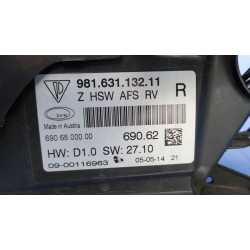 981.631.132.11
Z HSW AFS RV
R
Made in Austria
690 68 000 00
690.62
HW: D1.0 SW: 27.10
09-00116963
05-05-14 21